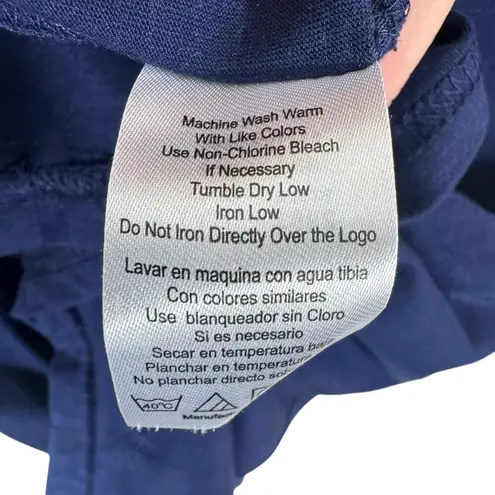 Machine Wash Warm
With Like Colors
Use Non-Chlorine Bleach
If Necessary
Tumble Dry Low
Iron Low
Do Not Iron Directly Over the Logo
Lavar en maquina con agua tibia
Con colores similares
Use blanqueador sin Cloro
Si es necesario
Secar en temperatura
Planchar en
No planchar directo
40°C